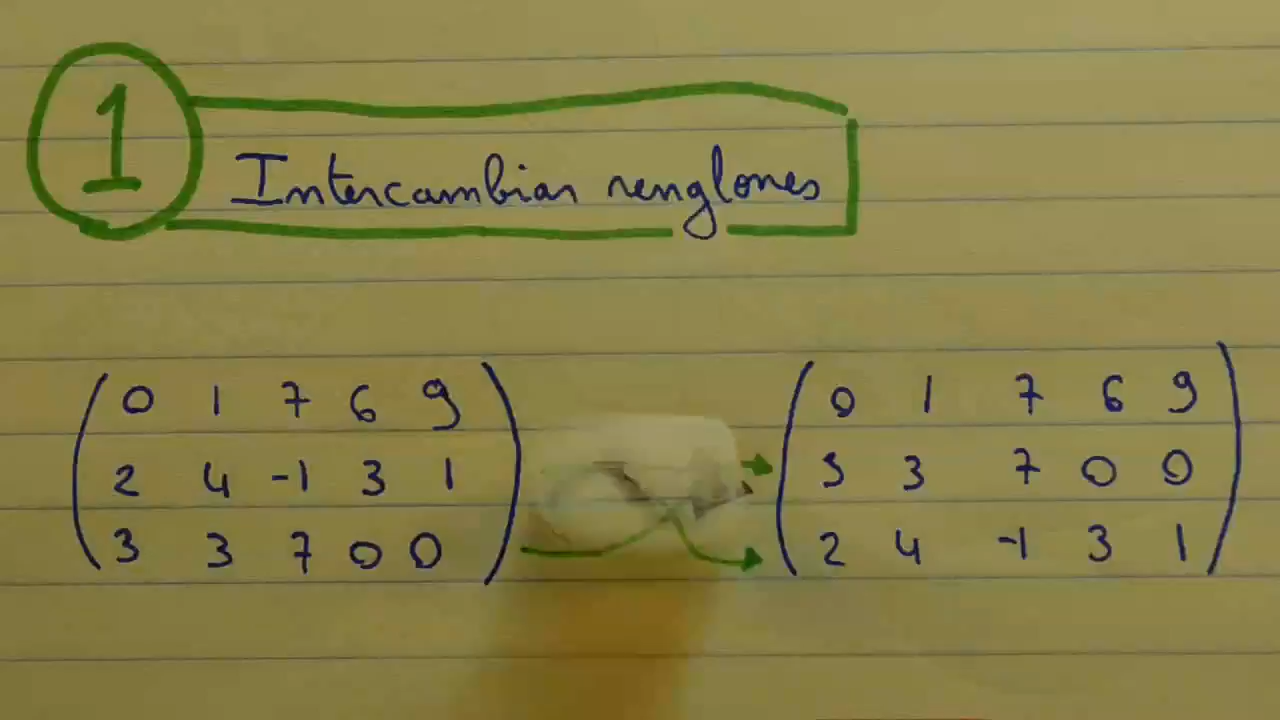 1
Intercambiar renglones
0 1 7 6 9 0 1 7 6 9
2 4 -1 3 1 3 3 7 0 0
3 3 7 0 0 2 4 -1 3 1